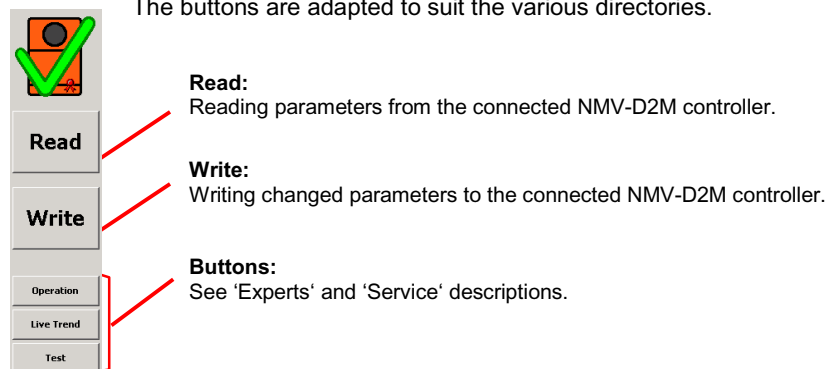 The buttons are adapted to suit the various directories.
Read:
Reading parameters from the connected NMV-D2M controller.
Read
Write:
Writing changed parameters to the connected NMV-D2M controller.
Write
Buttons:
See ‘Experts‘ and ‘Service‘ descriptions.
Operation
Live Trend
Test